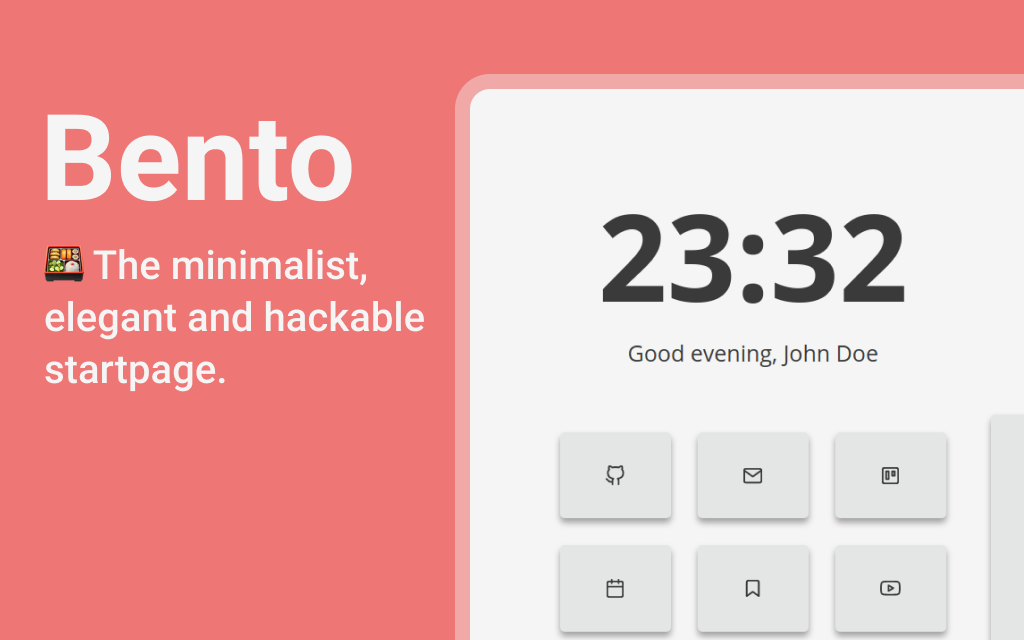 Bento
🍱 The minimalist,
elegant and hackable
startpage.
23:32
Good evening, John Doe